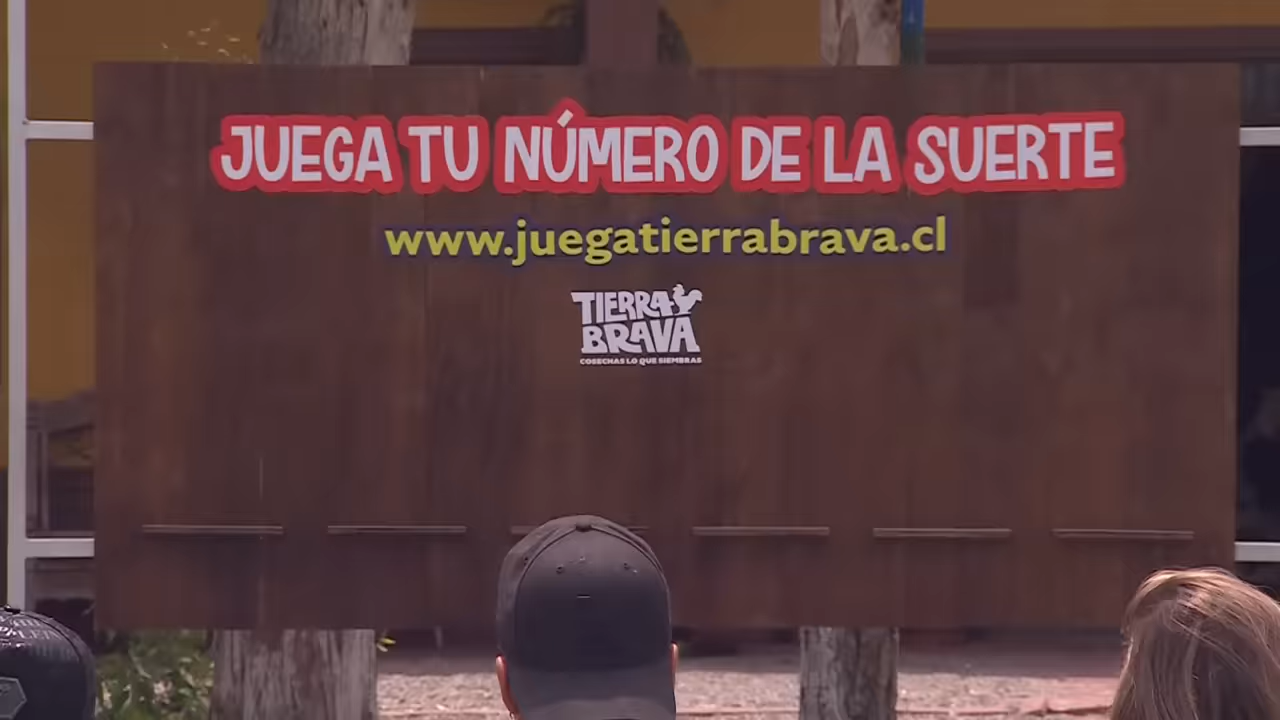 JUEGA TU NÚMERO DE LA SUERTE
www.juegatierrabrava.cl
TIERRA
BRAVA
COSECHAS LO QUE SIEMBRAS